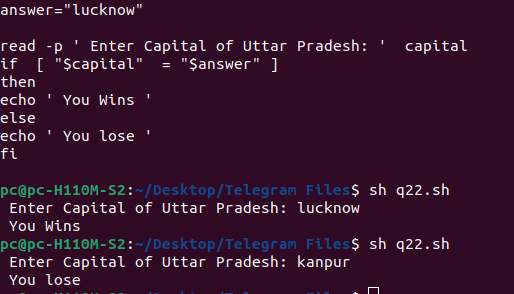 answer="lucknow"
read -p ' Enter Capital of Uttar Pradesh: '  capital
if  [ "$capital"  = "$answer" ]
then
echo ' You Wins '
else
echo ' You lose '
fi
pc@pc-H110M-S2:~/Desktop/Telegram Files$ sh q22.sh
 Enter Capital of Uttar Pradesh: lucknow
 You Wins
pc@pc-H110M-S2:~/Desktop/Telegram Files$ sh q22.sh
 Enter Capital of Uttar Pradesh: kanpur
 You lose
pc@pc-H110M-S2:~/Desktop/Telegram Files$